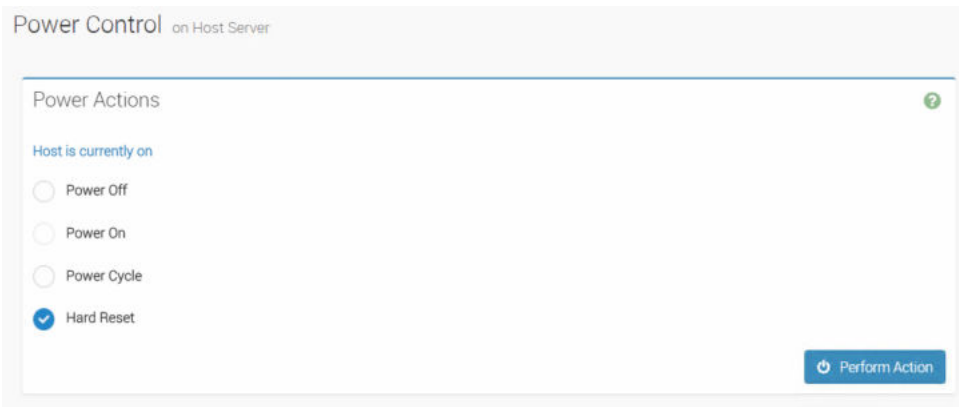 Power Control on Host Server
Power Actions
Host is currently on
Power Off
Power On
Power Cycle
Hard Reset
Perform Action